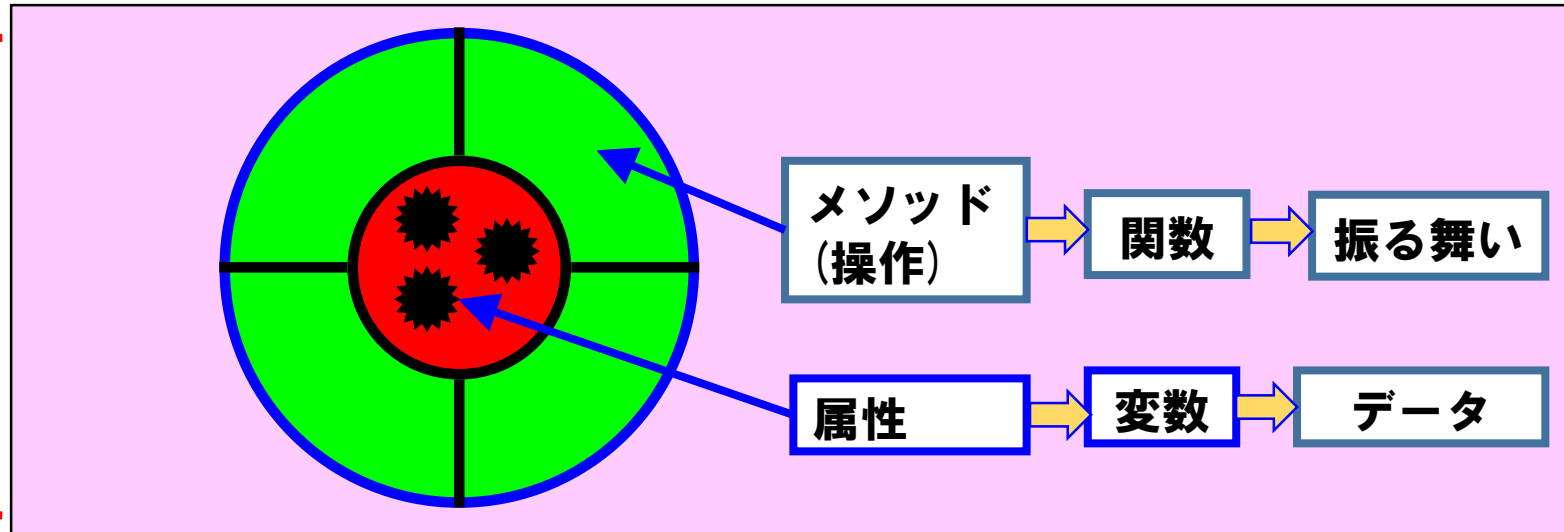 メソッド
(操作)
関数
振る舞い
属性
変数
データ